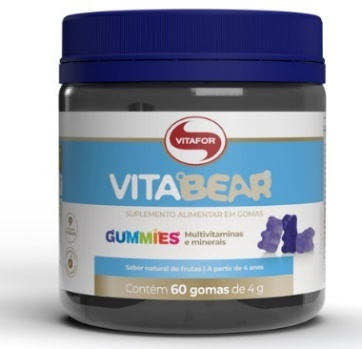 VITAFOR
VITABEAR
SUPLEMENTO ALIMENTAR EM GOMAS
GUMMIES Multivitaminas
e minerais
Sabor natural de frutas | A partir de 4 anos
Contém 60 gomas de 4 g